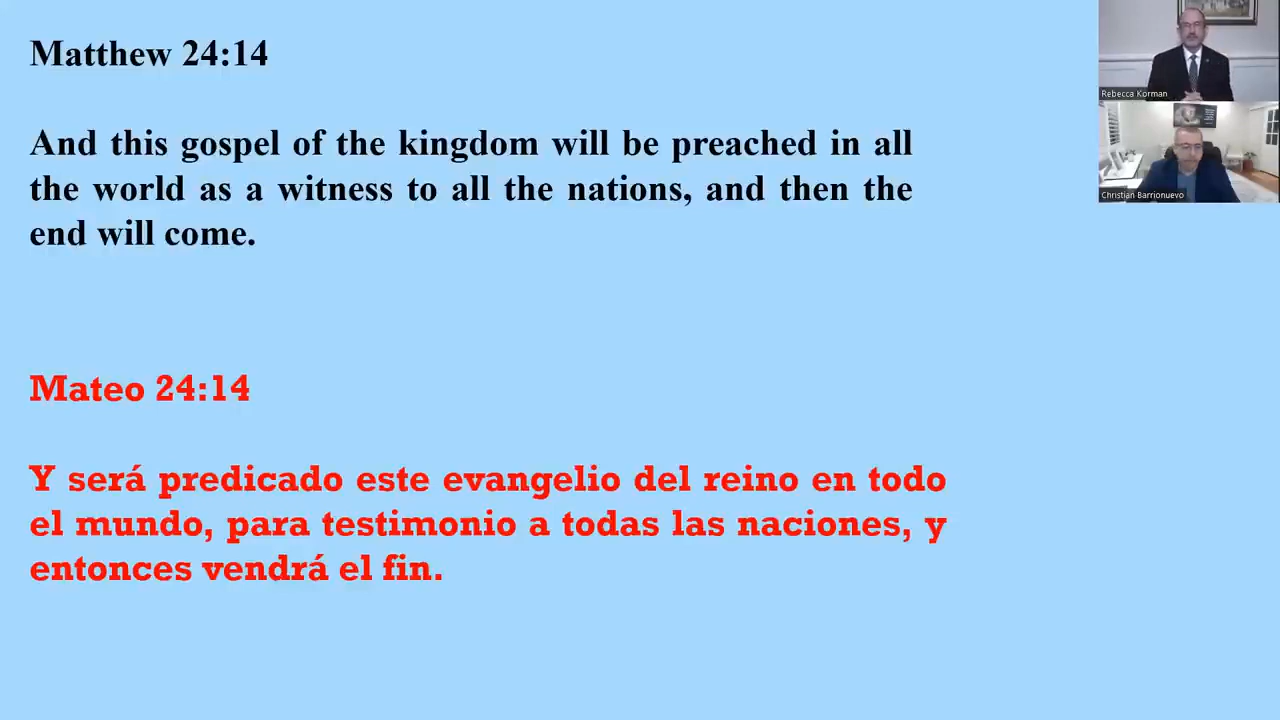 Matthew 24:14
And this gospel of the kingdom will be preached in all
the world as a witness to all the nations, and then the
end will come.
Mateo 24:14
Y será predicado este evangelio del reino en todo
el mundo, para testimonio a todas las naciones, y
entonces vendrá el fin.
Rebecca Korman
Christian Barrionuevo